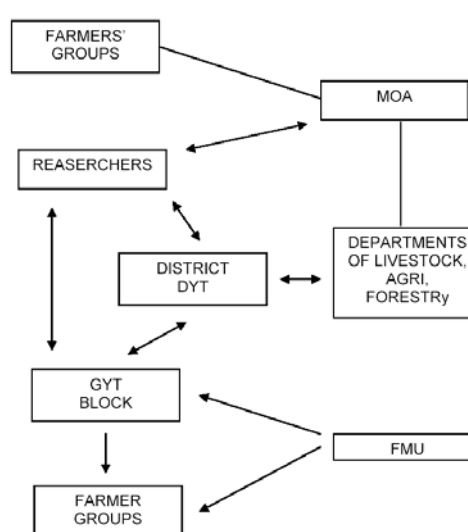 FARMERS'
GROUPS
MOA
REASERCHERS
DEPARTMENTS
OF LIVESTOCK,
AGRI,
FORESTRy
DISTRICT
DYT
GYT
BLOCK
FMU
FARMER
GROUPS